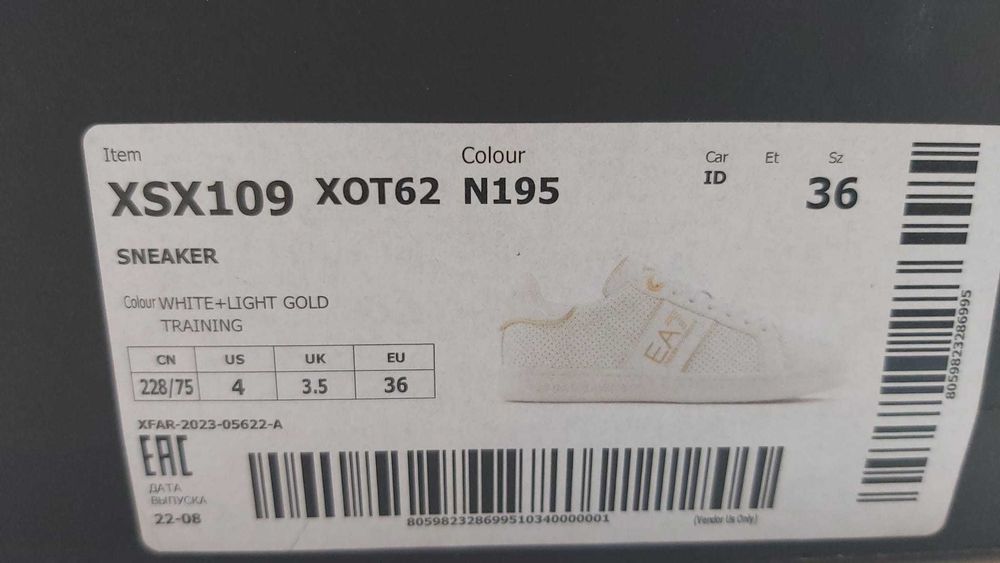 Item Colour Car Et Sz
XSX109 XOT62 N195 ID 36
SNEAKER
Colour WHITE+LIGHT GOLD
TRAINING
CN US UK EU
228/75 4 3.5 36
XFAR-2023-05622-A
EAC
ДАТА
ВЫПУСКА
22-08
EA7
8059823286995
805982328699510340000001
(Vendor Us Only)